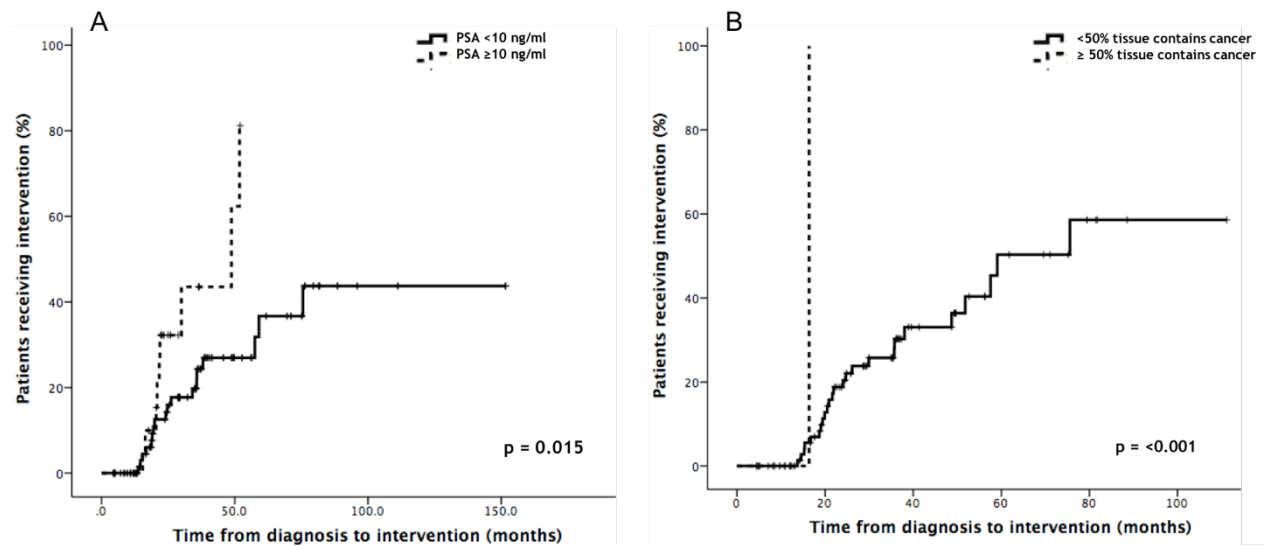 A
PSA <10 ng/ml
PSA ≥10 ng/ml
Patients receiving intervention (%)
100
80
60
40
20
0
p = 0.015
.0
50.0
100.0
150.0
Time from diagnosis to intervention (months)
B
<50% tissue contains cancer
≥ 50% tissue contains cancer
Patients receiving intervention (%)
100
80
60
40
20
0
p = <0.001
0
20
40
60
80
100
Time from diagnosis to intervention (months)